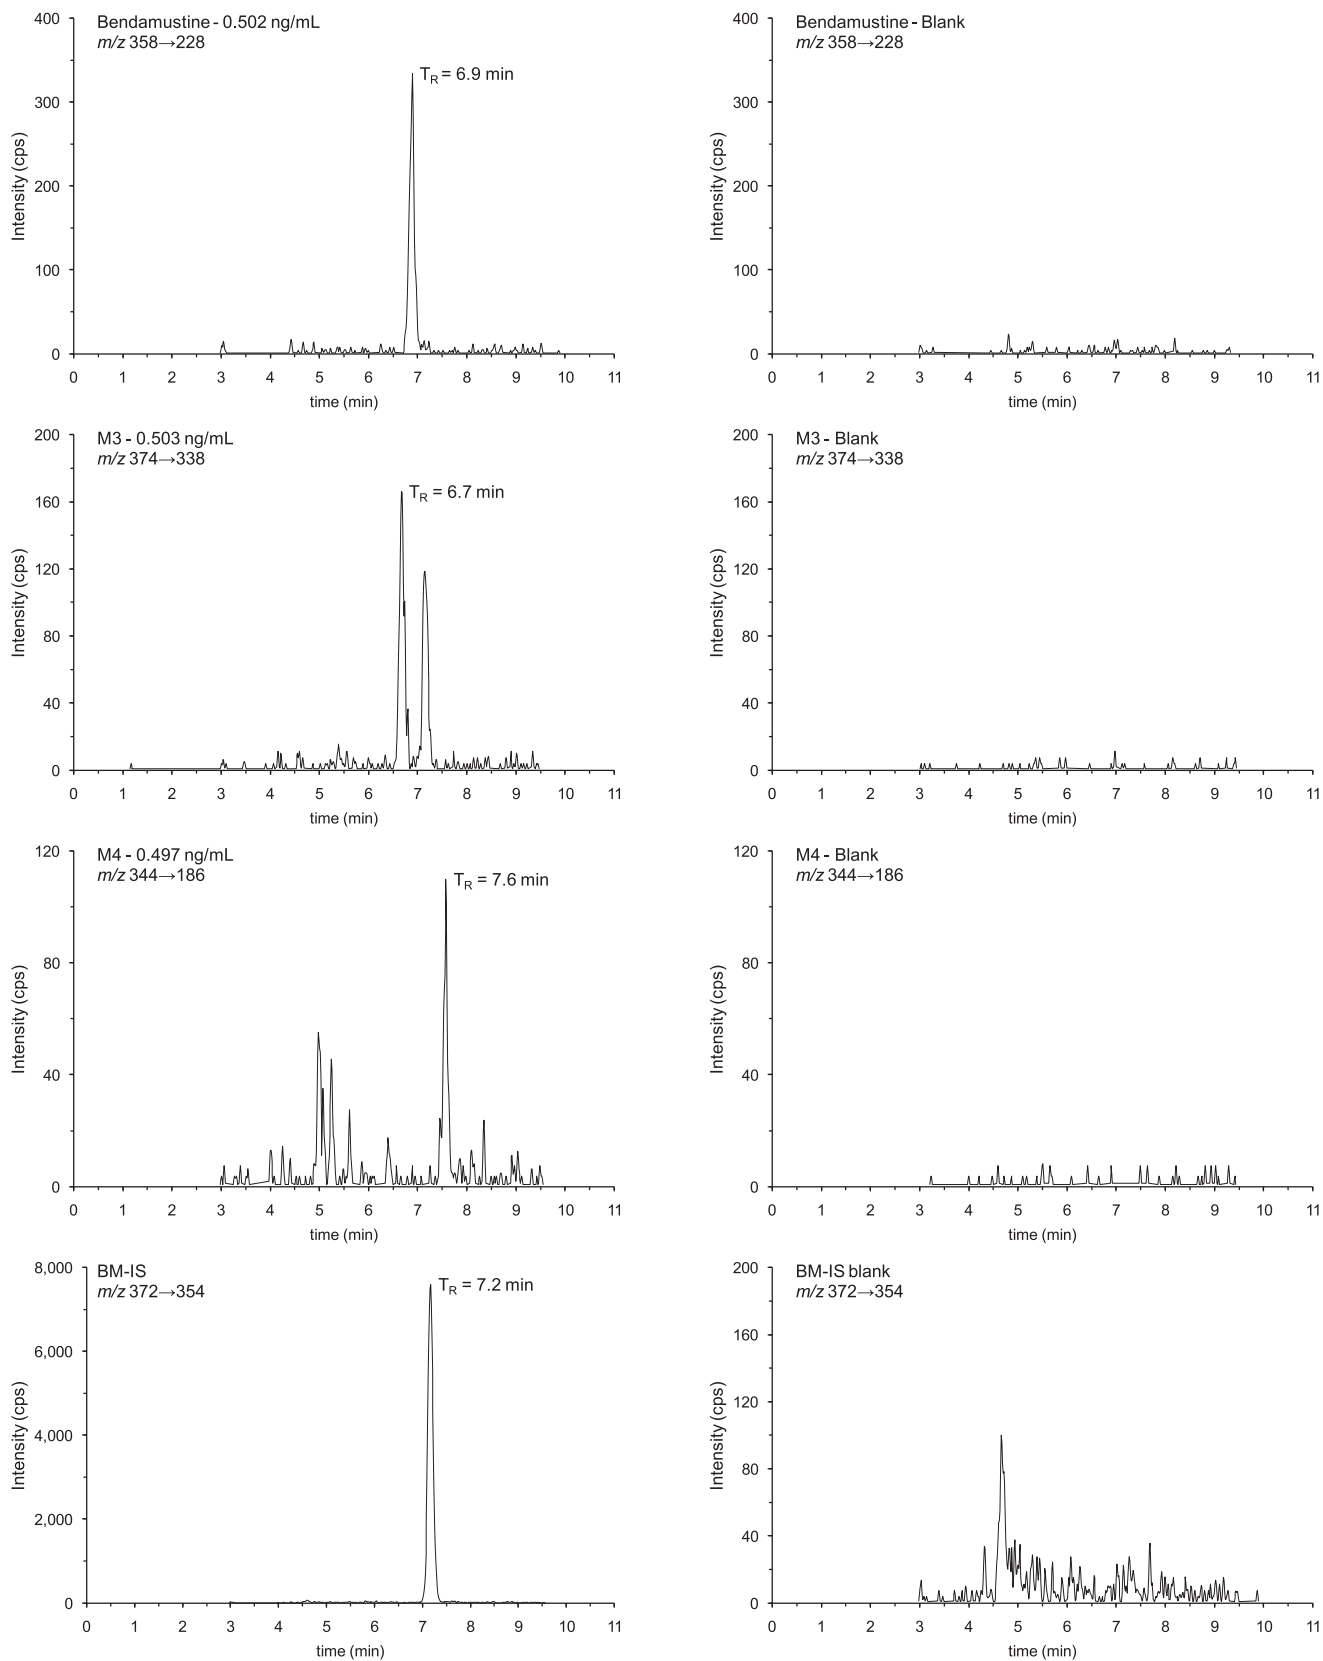 Bendamustine - 0.502 ng/mL
m/z 358→228
TR = 6.9 min
Intensity (cps)
400
300
200
100
0
0 1 2 3 4 5 6 7 8 9 10 11
time (min)
Bendamustine - Blank
m/z 358→228
Intensity (cps)
400
300
200
100
0
0 1 2 3 4 5 6 7 8 9 10 11
time (min)
M3 - 0.503 ng/mL
m/z 374→338
TR = 6.7 min
Intensity (cps)
200
160
120
80
40
0
0 1 2 3 4 5 6 7 8 9 10 11
time (min)
M3 - Blank
m/z 374→338
Intensity (cps)
200
160
120
80
40
0
0 1 2 3 4 5 6 7 8 9 10 11
time (min)
M4 - 0.497 ng/mL
m/z 344→186
TR = 7.6 min
Intensity (cps)
120
80
40
0
0 1 2 3 4 5 6 7 8 9 10 11
time (min)
M4 - Blank
m/z 344→186
Intensity (cps)
120
80
40
0
0 1 2 3 4 5 6 7 8 9 10 11
time (min)
BM-IS
m/z 372→354
TR = 7.2 min
Intensity (cps)
8,000
6,000
4,000
2,000
0
0 1 2 3 4 5 6 7 8 9 10 11
time (min)
BM-IS blank
m/z 372→354
Intensity (cps)
200
160
120
80
40
0
0 1 2 3 4 5 6 7 8 9 10 11
time (min)